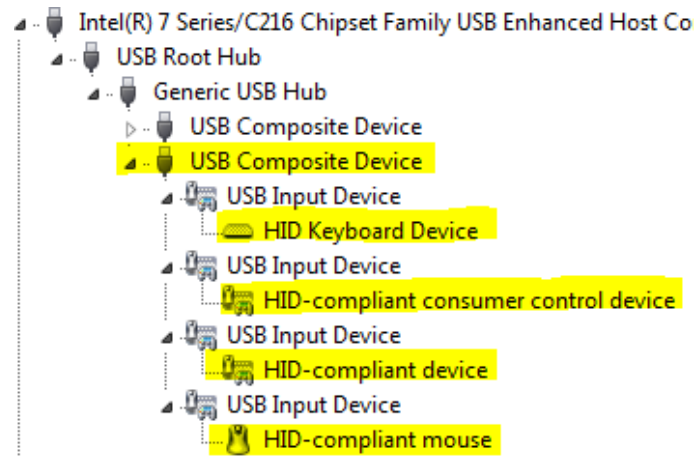 Intel(R) 7 Series/C216 Chipset Family USB Enhanced Host Co
USB Root Hub
Generic USB Hub
USB Composite Device
USB Composite Device
USB Input Device
HID Keyboard Device
USB Input Device
HID-compliant consumer control device
USB Input Device
HID-compliant device
USB Input Device
HID-compliant mouse